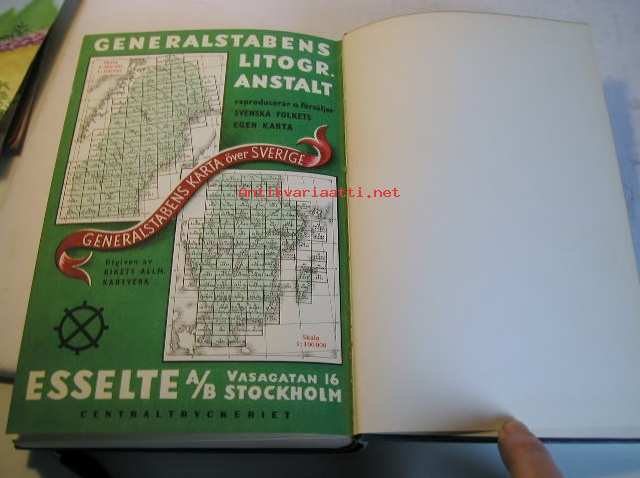 GENERALSTABENS
LITOGR.
ANSTALT
reproducerar o. försäljer
SVENSKA FOLKETS
EGEN KARTA
Skala
GENERALSTABENS KARTA över SVERIGE
antikvariaatti.net
Utgiven av
RIKETS ALLM.
KARTVERK
Skala
1:100 000
ESSELTE A/B VASAGATAN 16
STOCKHOLM
CENTRALTRYCKERIET